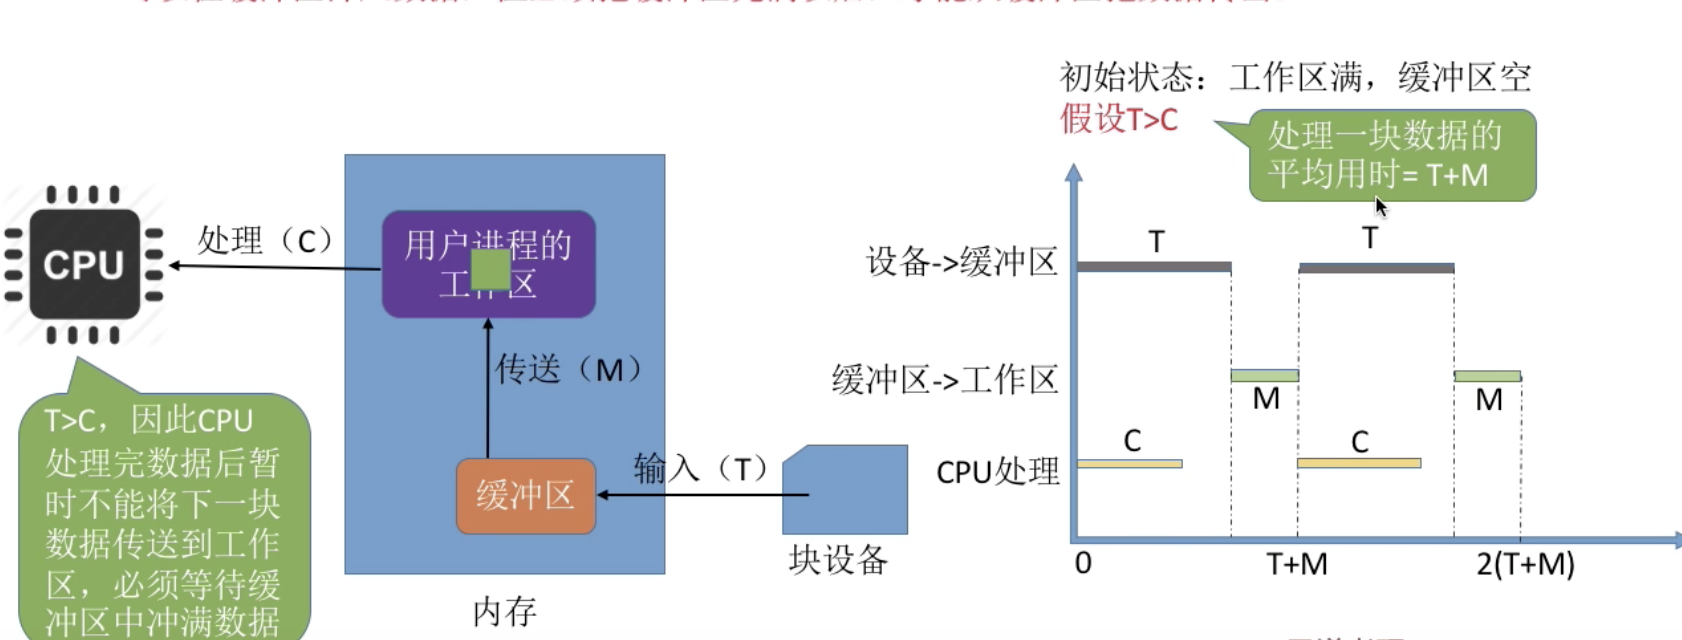 初始状态：工作区满，缓冲区空
假设T>C
处理一块数据的
平均用时= T+M
CPU
处理（C）
用户进程的
工作区
传送（M）
缓冲区
输入（T）
块设备
内存
T>C，因此CPU
处理完数据后暂
时不能将下一块
数据传送到工作
区，必须等待缓
冲区中冲满数据
设备->缓冲区
T
T
缓冲区->工作区
M
M
CPU处理
C
C
0
T+M
2(T+M)